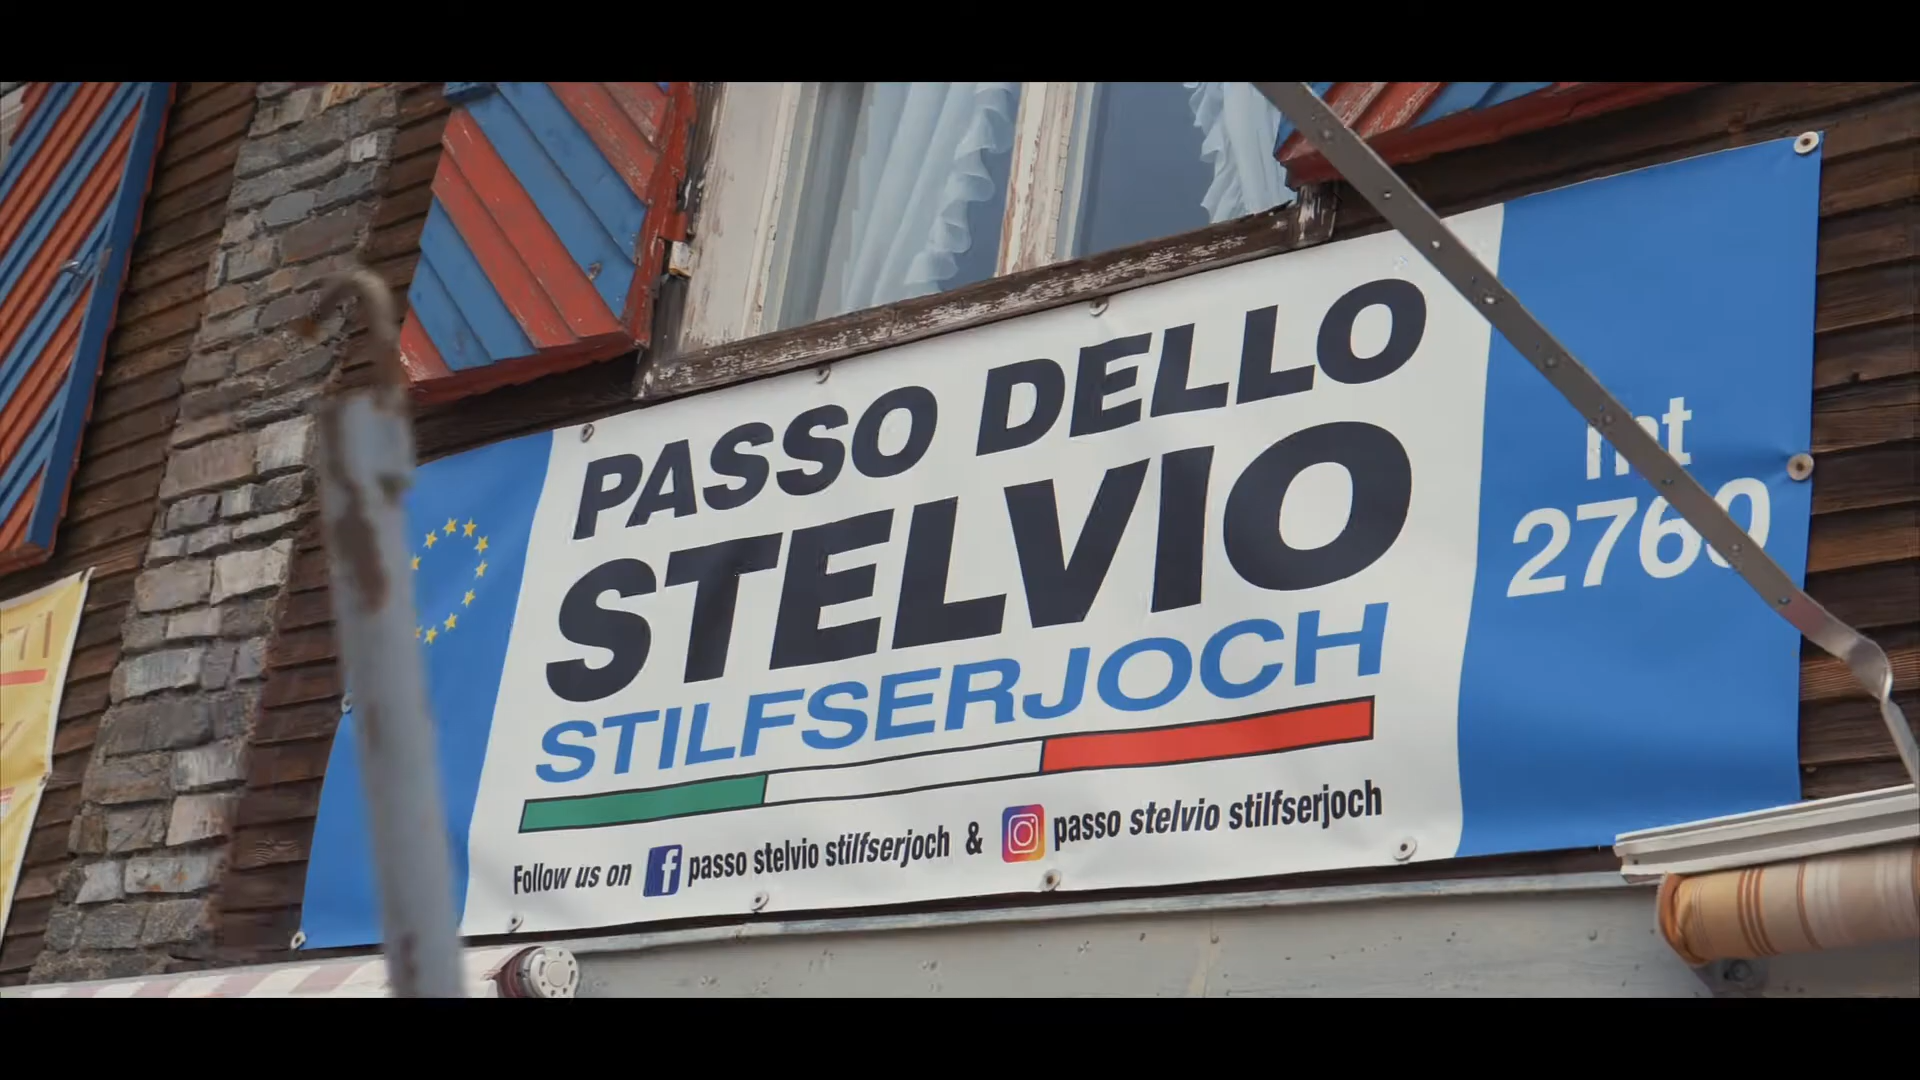 PASSO DELLO
STELVIO
STILFSERJOCH
Follow us on f passo stelvio stilfserjoch & passo stelvio stilfserjoch
mt
2760